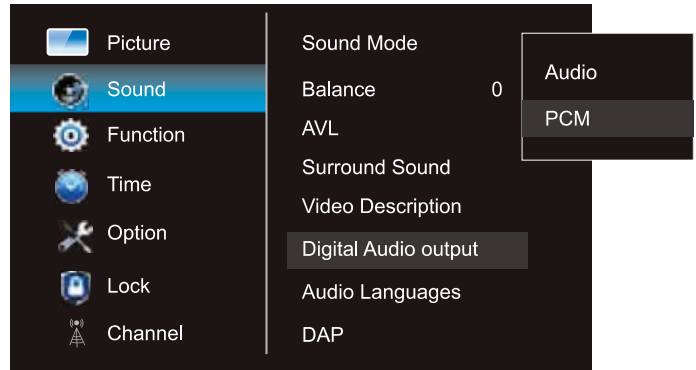 Picture
Sound
Function
Time
Option
Lock
Channel
Sound Mode
Balance 0
AVL
Surround Sound
Video Description
Digital Audio output
Audio Languages
DAP
Audio
PCM